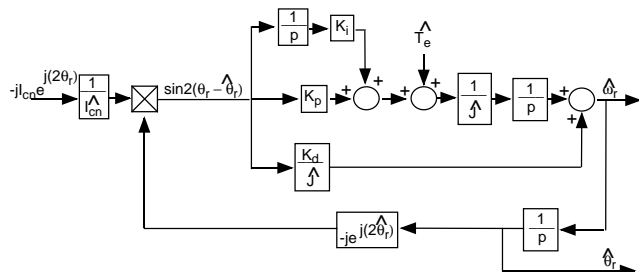 1/p
K_i
T̂_e
-jI_cn e^j(2θ_r)
1/Î_cn
sin2(θ_r - θ̂_r)
K_p
+
+
+
+
1/Ĵ
1/p
+
+
ω̂_r
K_d/Ĵ
-je^j(2θ̂_r)
1/p
θ̂_r